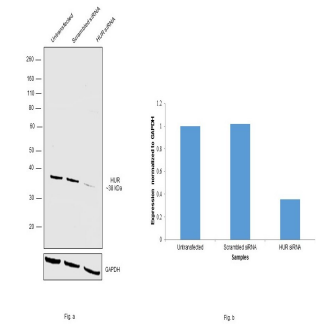 Untransfected
Scrambled siRNA
HUR siRNA
260
160
110
80
60
50
40
30
20
HUR
~38 kDa
GAPDH
Fig. a
Expression normalized to GAPDH
1.2
1
0.8
0.6
0.4
0.2
0
Untransfected
Scrambled siRNA
HUR siRNA
Samples
Fig. b